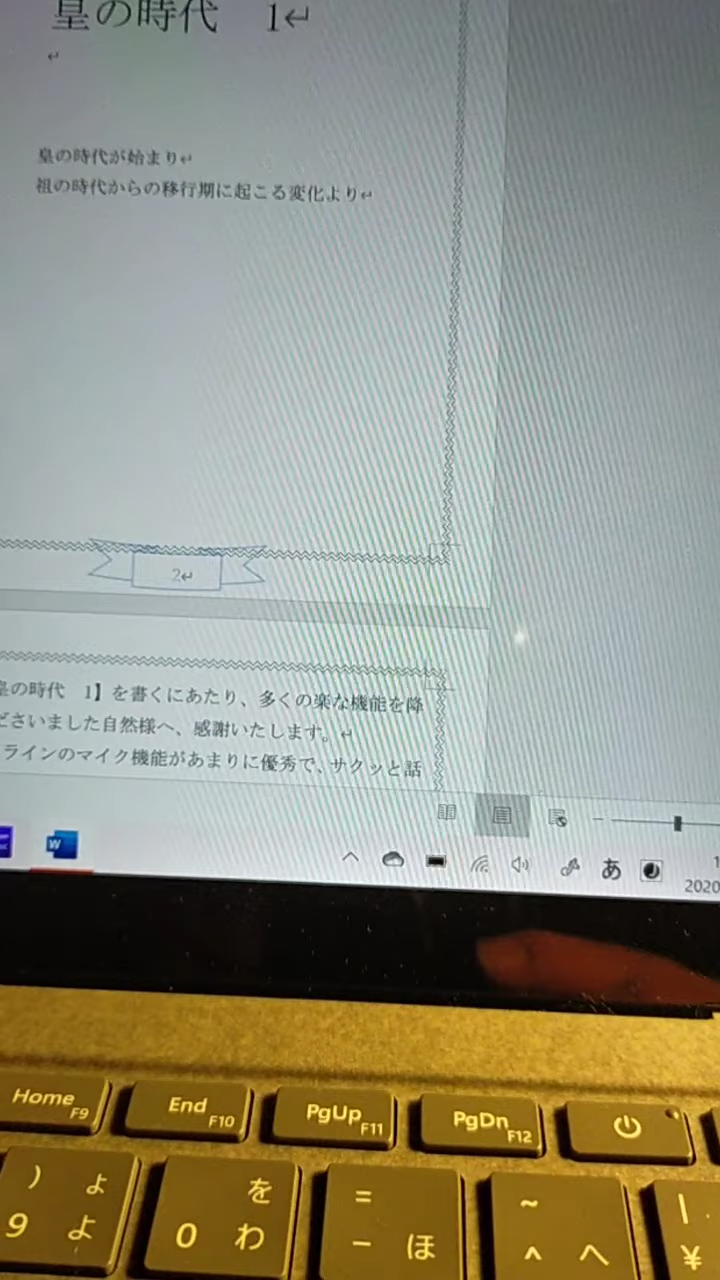 皇の時代 1↵
↵
皇の時代が始まり↵
祖の時代からの移行期に起こる変化より↵
2↵
皇の時代 1】を書くにあたり、多くの楽な機能を降
ださいました自然様へ、感謝いたします。↵
ラインのマイク機能があまりに優秀で、サクッと話
W
あ
2020
Home F9
End F10
PgUp F11
PgDn F12
) ょ
9 よ
を
0 わ
=
- ほ
~
^ へ
|
¥